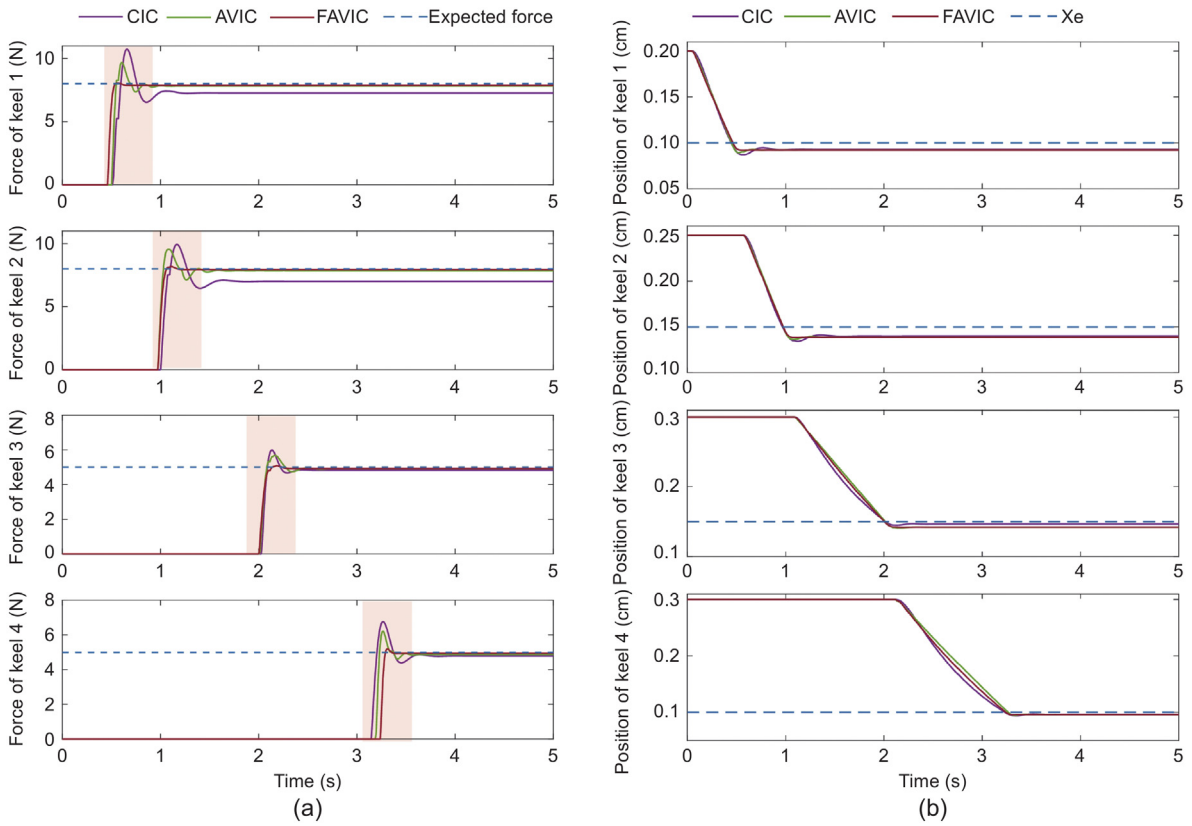 CIC AVIC FAVIC Expected force
Force of keel 1 (N)
10
5
0
0 1 2 3 4 5
Force of keel 2 (N)
10
5
0
0 1 2 3 4 5
Force of keel 3 (N)
8
6
4
2
0
0 1 2 3 4 5
Force of keel 4 (N)
8
6
4
2
0
0 1 2 3 4 5
Time (s)
(a)
CIC AVIC FAVIC Xe
Position of keel 1 (cm)
0.20
0.15
0.10
0.05
0 1 2 3 4 5
Position of keel 2 (cm)
0.25
0.20
0.15
0.10
0 1 2 3 4 5
Position of keel 3 (cm)
0.3
0.2
0.1
0 1 2 3 4 5
Position of keel 4 (cm)
0.3
0.2
0.1
0 1 2 3 4 5
Time (s)
(b)